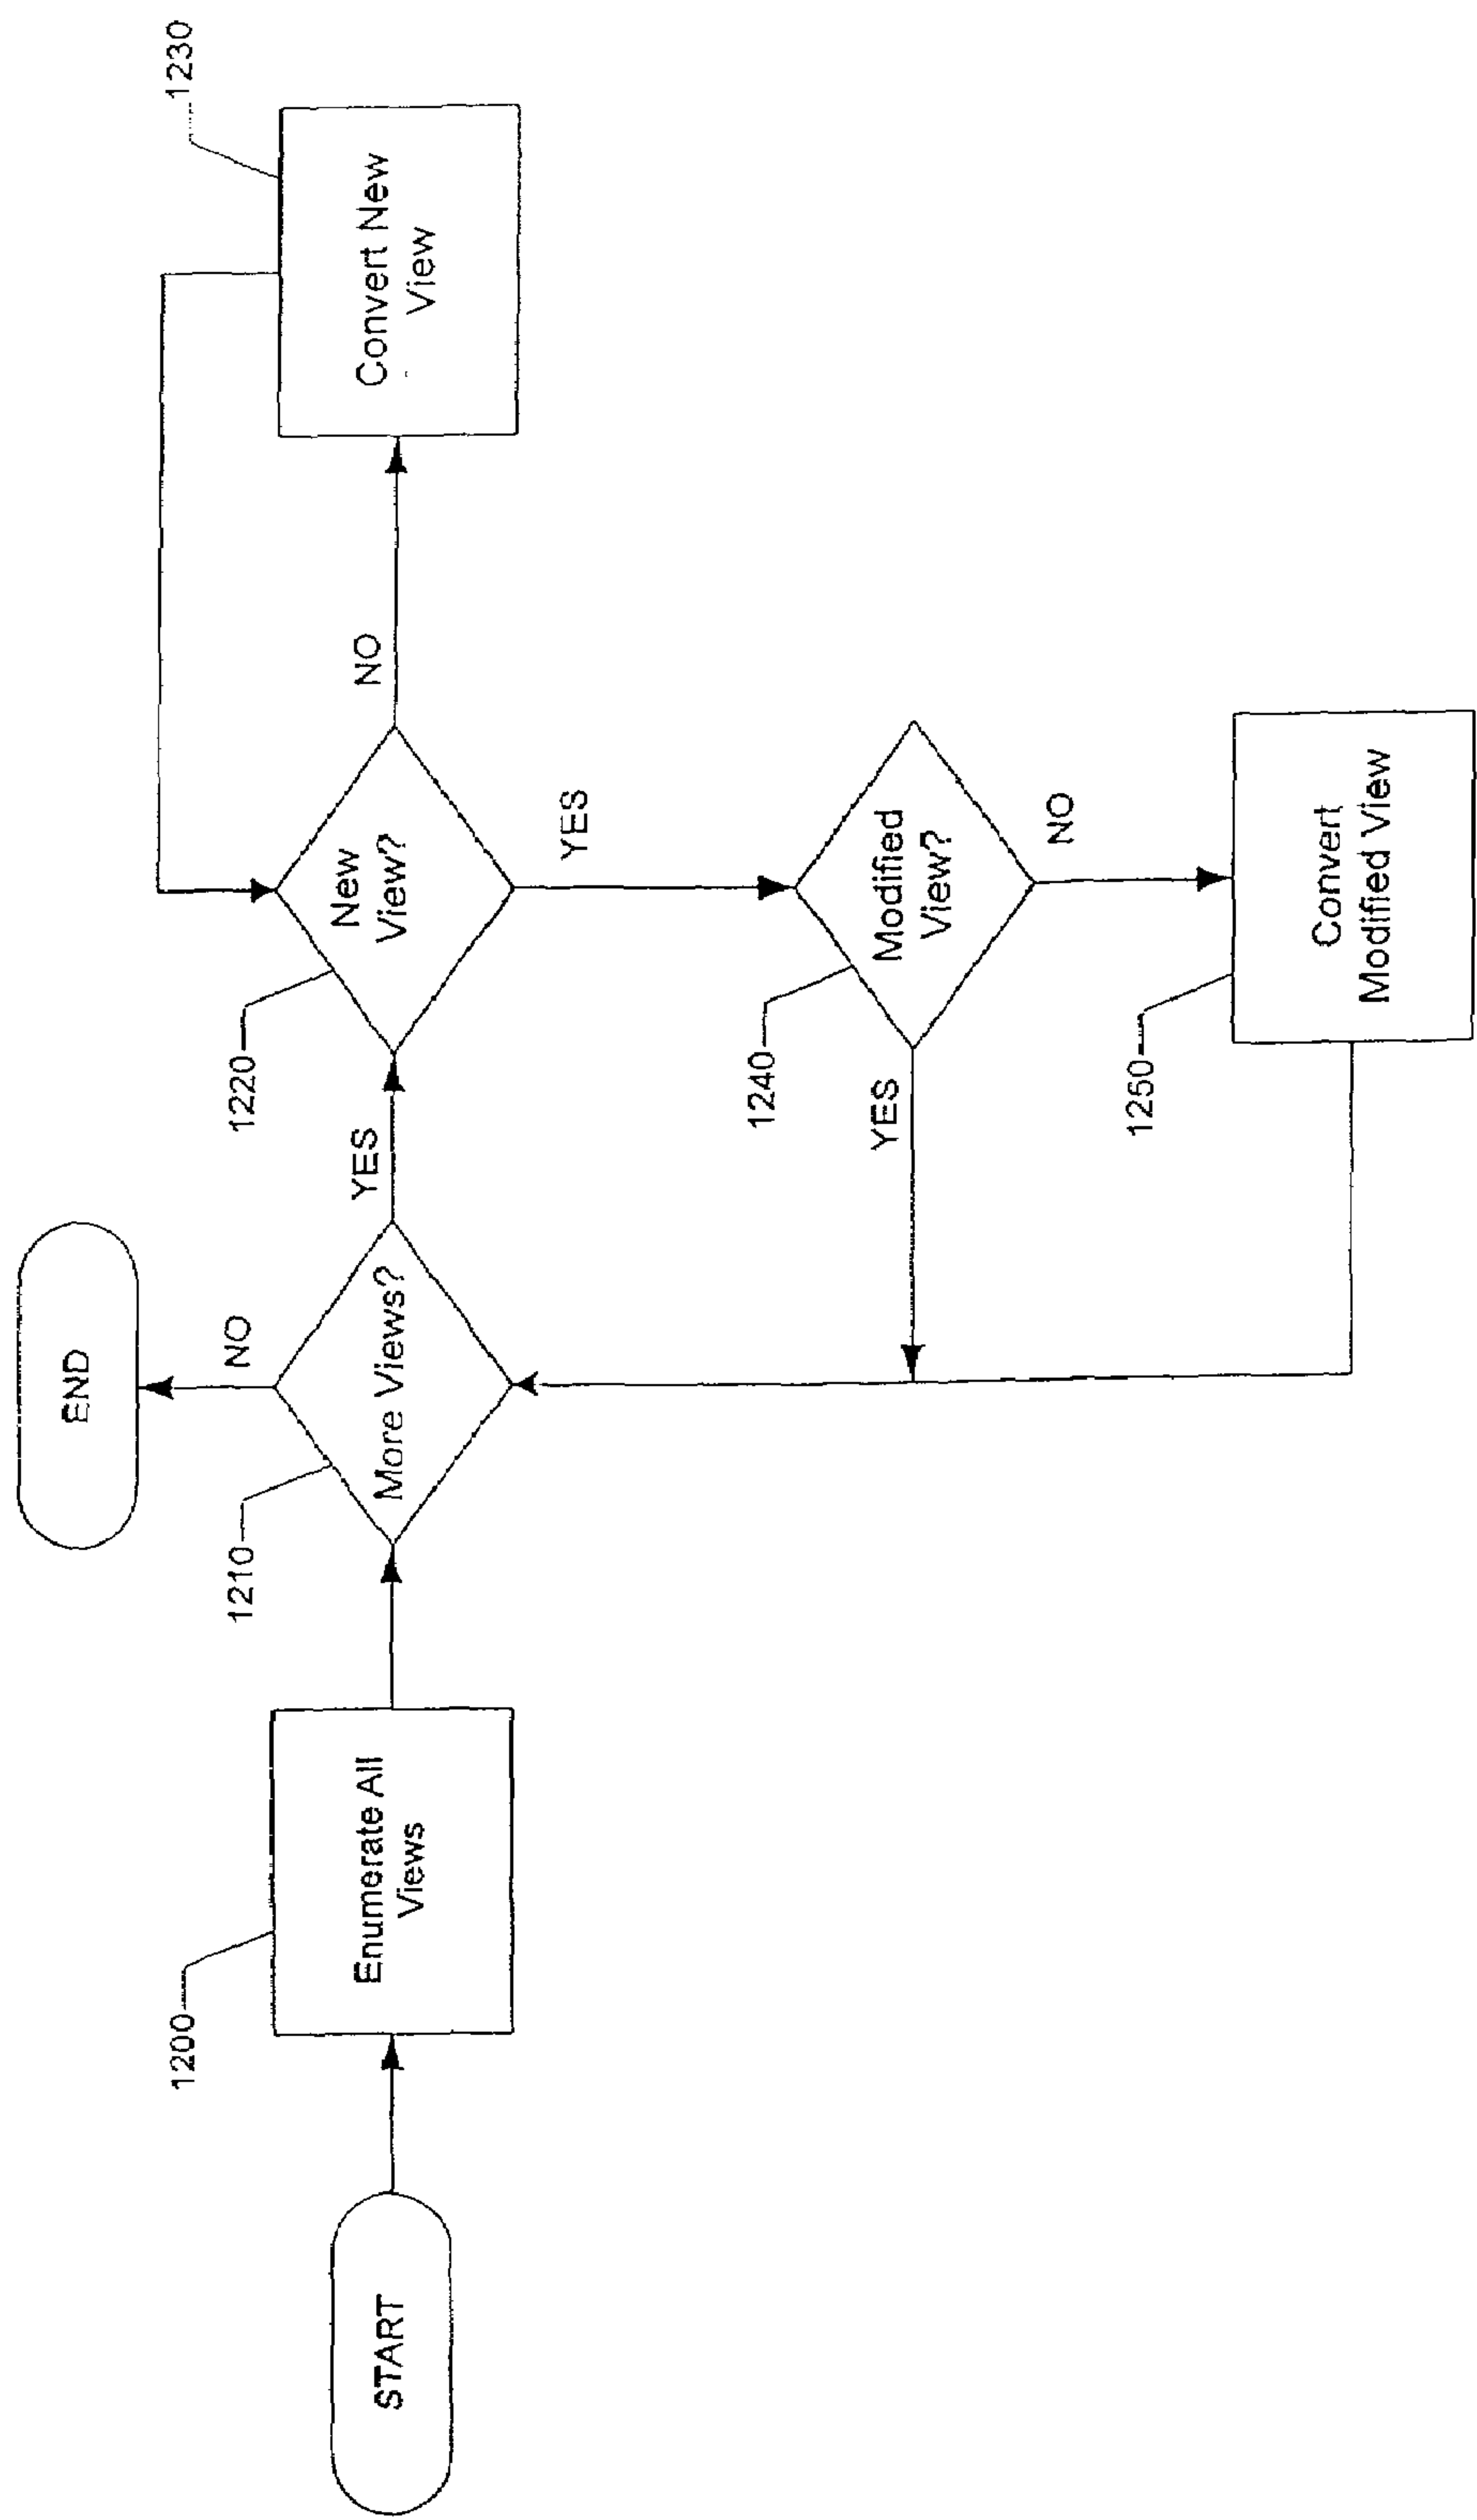 START
1200
Enumerate All
Views
1210
More Views?
NO
END
YES
1220
New
View?
NO
1230
Convert New
View
YES
1240
Modified
View?
YES
NO
1250
Convert
Modified View